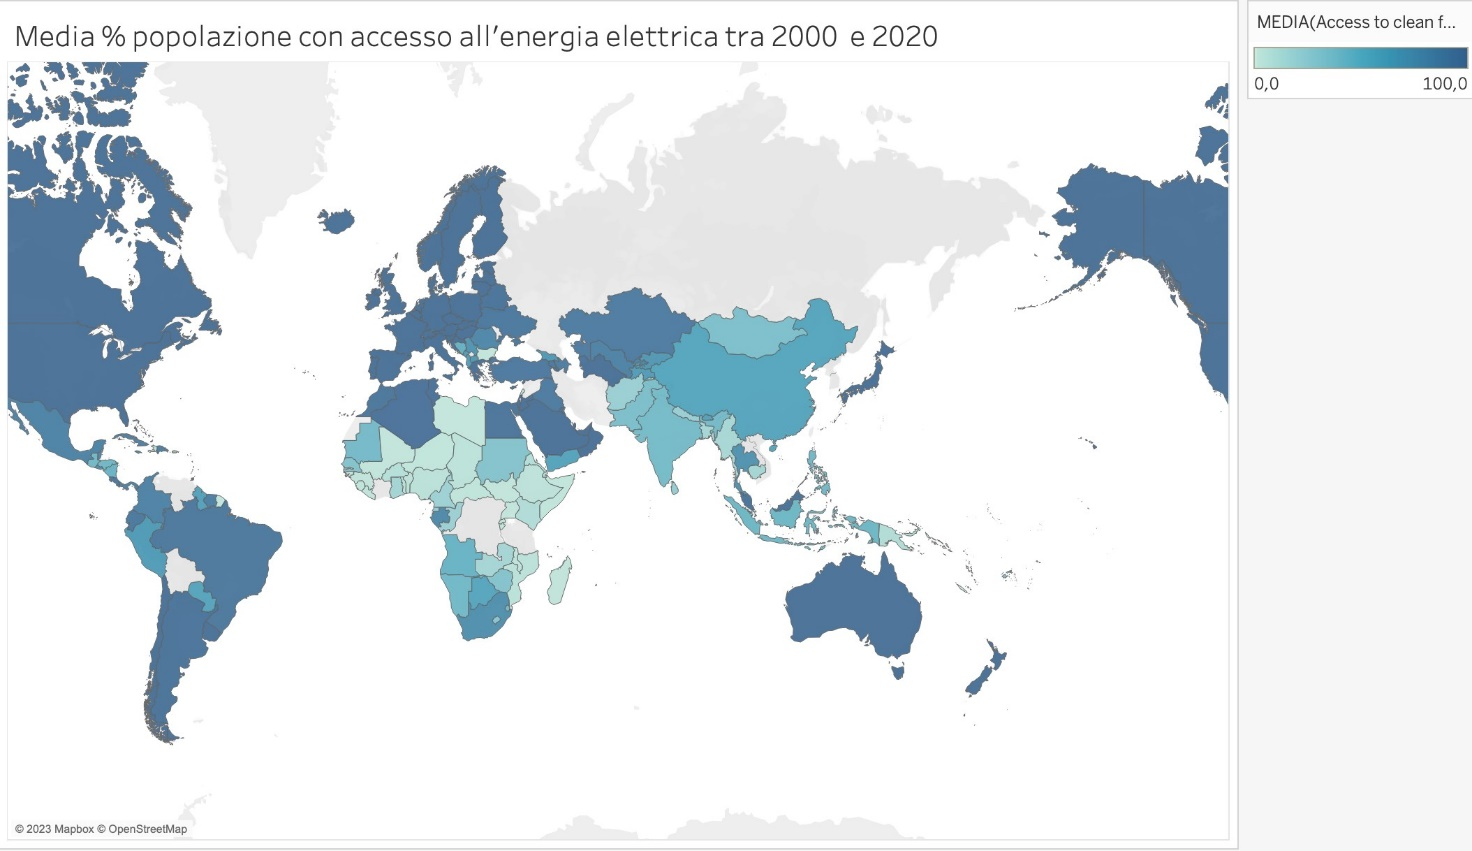 Media % popolazione con accesso all'energia elettrica tra 2000 e 2020
MEDIA(Access to clean f...
0,0 100,0
© 2023 Mapbox © OpenStreetMap